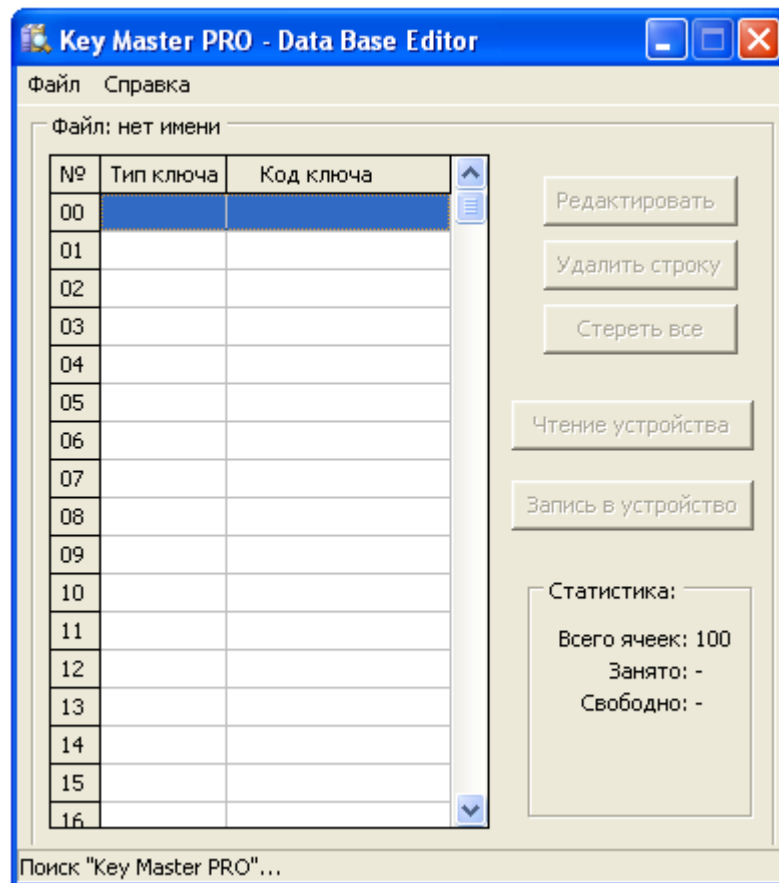 Key Master PRO - Data Base Editor
Файл Справка
Файл: нет имени
№ Тип ключа Код ключа
00
01
02
03
04
05
06
07
08
09
10
11
12
13
14
15
16
Редактировать
Удалить строку
Стереть все
Чтение устройства
Запись в устройство
Статистика:
Всего ячеек: 100
Занято: -
Свободно: -
Поиск "Key Master PRO"...